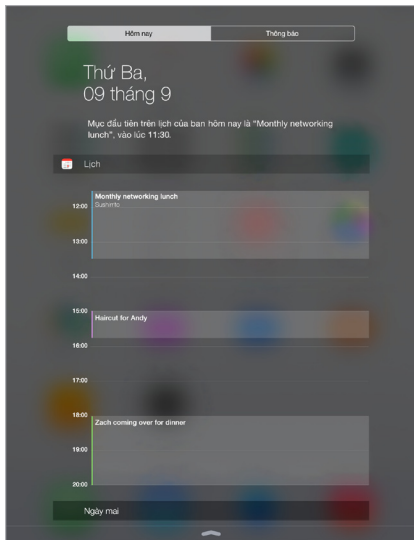 Hôm nay
Thông báo
Thứ Ba,
09 tháng 9
Mục đầu tiên trên lịch của bạn hôm nay là “Monthly networking
lunch”, vào lúc 11:30.
Lịch
Monthly networking lunch
Sushirrito
12:00
13:00
14:00
15:00
Haircut for Andy
16:00
17:00
18:00
Zach coming over for dinner
19:00
20:00
Ngày mai